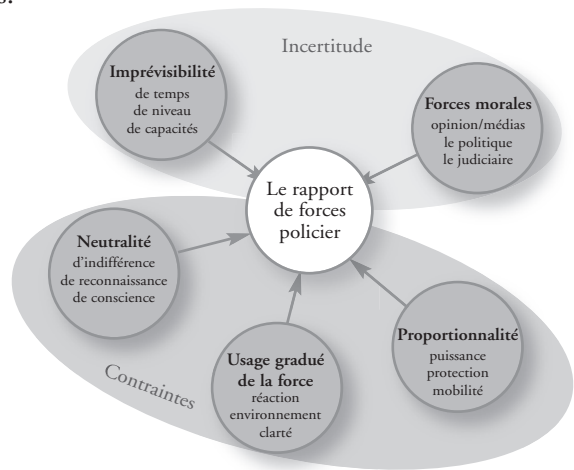 Incertitude
Imprévisibilité
de temps
de niveau
de capacités
Forces morales
opinion/médias
le politique
le judiciaire
Le rapport
de forces
policier
Neutralité
d'indifférence
de reconnaissance
de conscience
Usage gradué
de la force
réaction
environnement
clarté
Proportionnalité
puissance
protection
mobilité
Contraintes